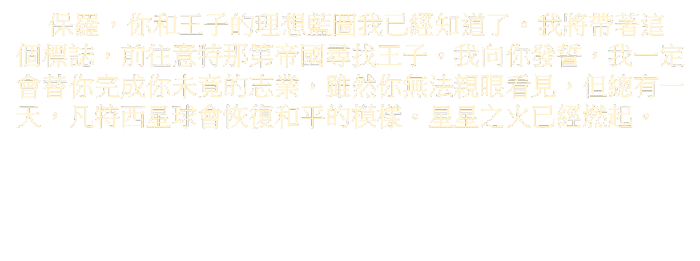 保羅，你和王子的理想藍圖我已經知道了。我將帶著這
個標誌，前往意特那第帝國尋找王子。我向你發誓，我一定
會替你完成你未竟的志業，雖然你無法親眼看見，但總有一
天，凡特西星球會恢復和平的模樣。星星之火已經燃起。